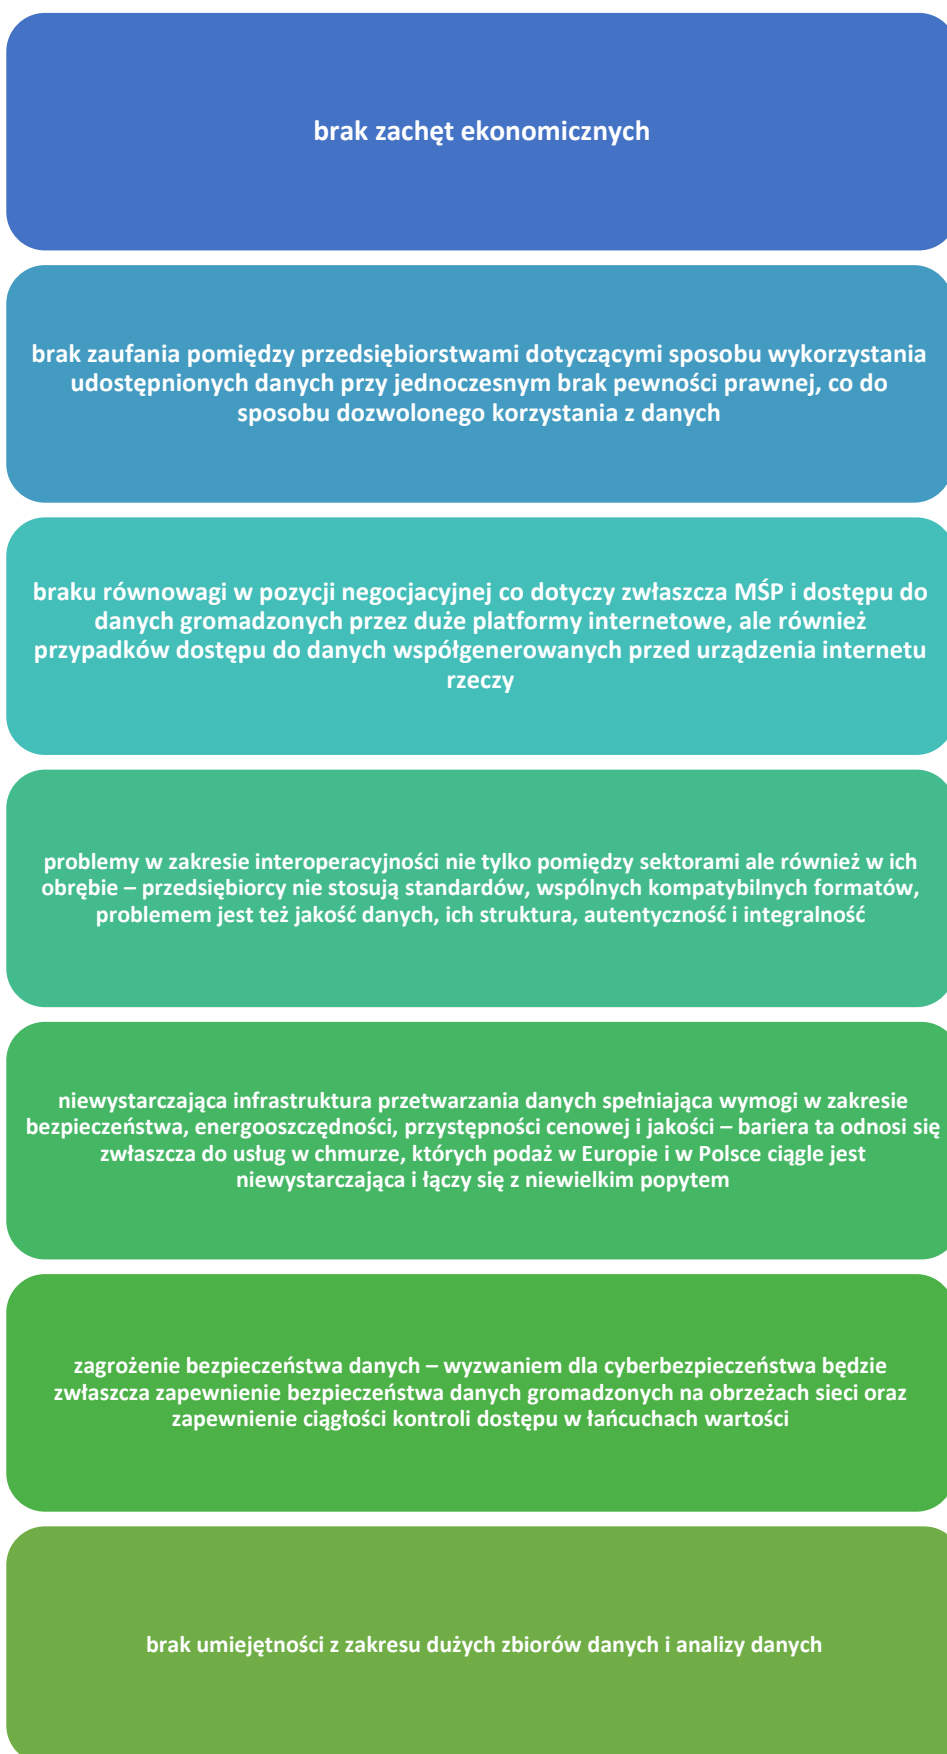 brak zachęt ekonomicznych
brak zaufania pomiędzy przedsiębiorstwami dotyczącymi sposobu wykorzystania
udostępnionych danych przy jednoczesnym brak pewności prawnej, co do
sposobu dozwolonego korzystania z danych
braku równowagi w pozycji negocjacyjnej co dotyczy zwłaszcza MŚP i dostępu do
danych gromadzonych przez duże platformy internetowe, ale również
przypadków dostępu do danych współgenerowanych przed urządzenia internetu
rzeczy
problemy w zakresie interoperacyjności nie tylko pomiędzy sektorami ale również w ich
obrębie – przedsiębiorcy nie stosują standardów, wspólnych kompatybilnych formatów,
problemem jest też jakość danych, ich struktura, autentyczność i integralność
niewystarczająca infrastruktura przetwarzania danych spełniająca wymogi w zakresie
bezpieczeństwa, energooszczędności, przystępności cenowej i jakości – bariera ta odnosi się
zwłaszcza do usług w chmurze, których podaż w Europie i w Polsce ciągle jest
niewystarczająca i łączy się z niewielkim popytem
zagrożenie bezpieczeństwa danych – wyzwaniem dla cyberbezpieczeństwa będzie
zwłaszcza zapewnienie bezpieczeństwa danych gromadzonych na obrzeżach sieci oraz
zapewnienie ciągłości kontroli dostępu w łańcuchach wartości
brak umiejętności z zakresu dużych zbiorów danych i analizy danych